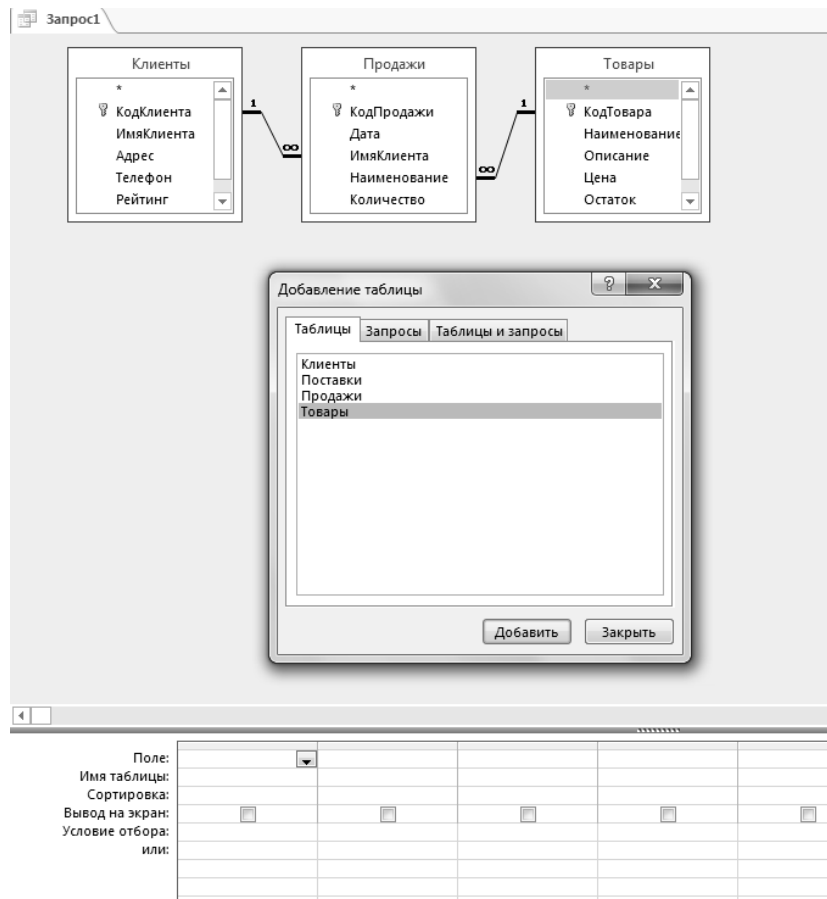 Запрос1
Клиенты
*
КодКлиента
ИмяКлиента
Адрес
Телефон
Рейтинг
1
∞
Продажи
*
КодПродажи
Дата
ИмяКлиента
Наименование
Количество
∞
1
Товары
*
КодТовара
Наименование
Описание
Цена
Остаток
Добавление таблицы
?
Таблицы Запросы Таблицы и запросы
Клиенты
Поставки
Продажи
Товары
Добавить Закрыть
Поле:
Имя таблицы:
Сортировка:
Вывод на экран:
Условие отбора:
или: